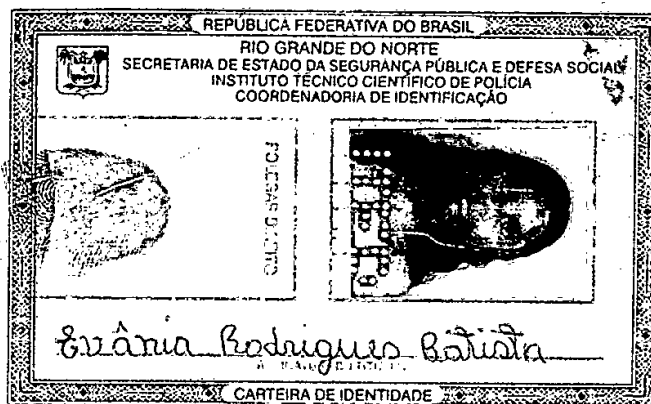 REPÚBLICA FEDERATIVA DO BRASIL
RIO GRANDE DO NORTE
SECRETARIA DE ESTADO DA SEGURANÇA PÚBLICA E DEFESA SOCIAL
INSTITUTO TÉCNICO CIENTÍFICO DE POLÍCIA
COORDENADORIA DE IDENTIFICAÇÃO
POLEGAR DIREITO
Evânia Rodrigues Batista
CARTEIRA DE IDENTIDADE